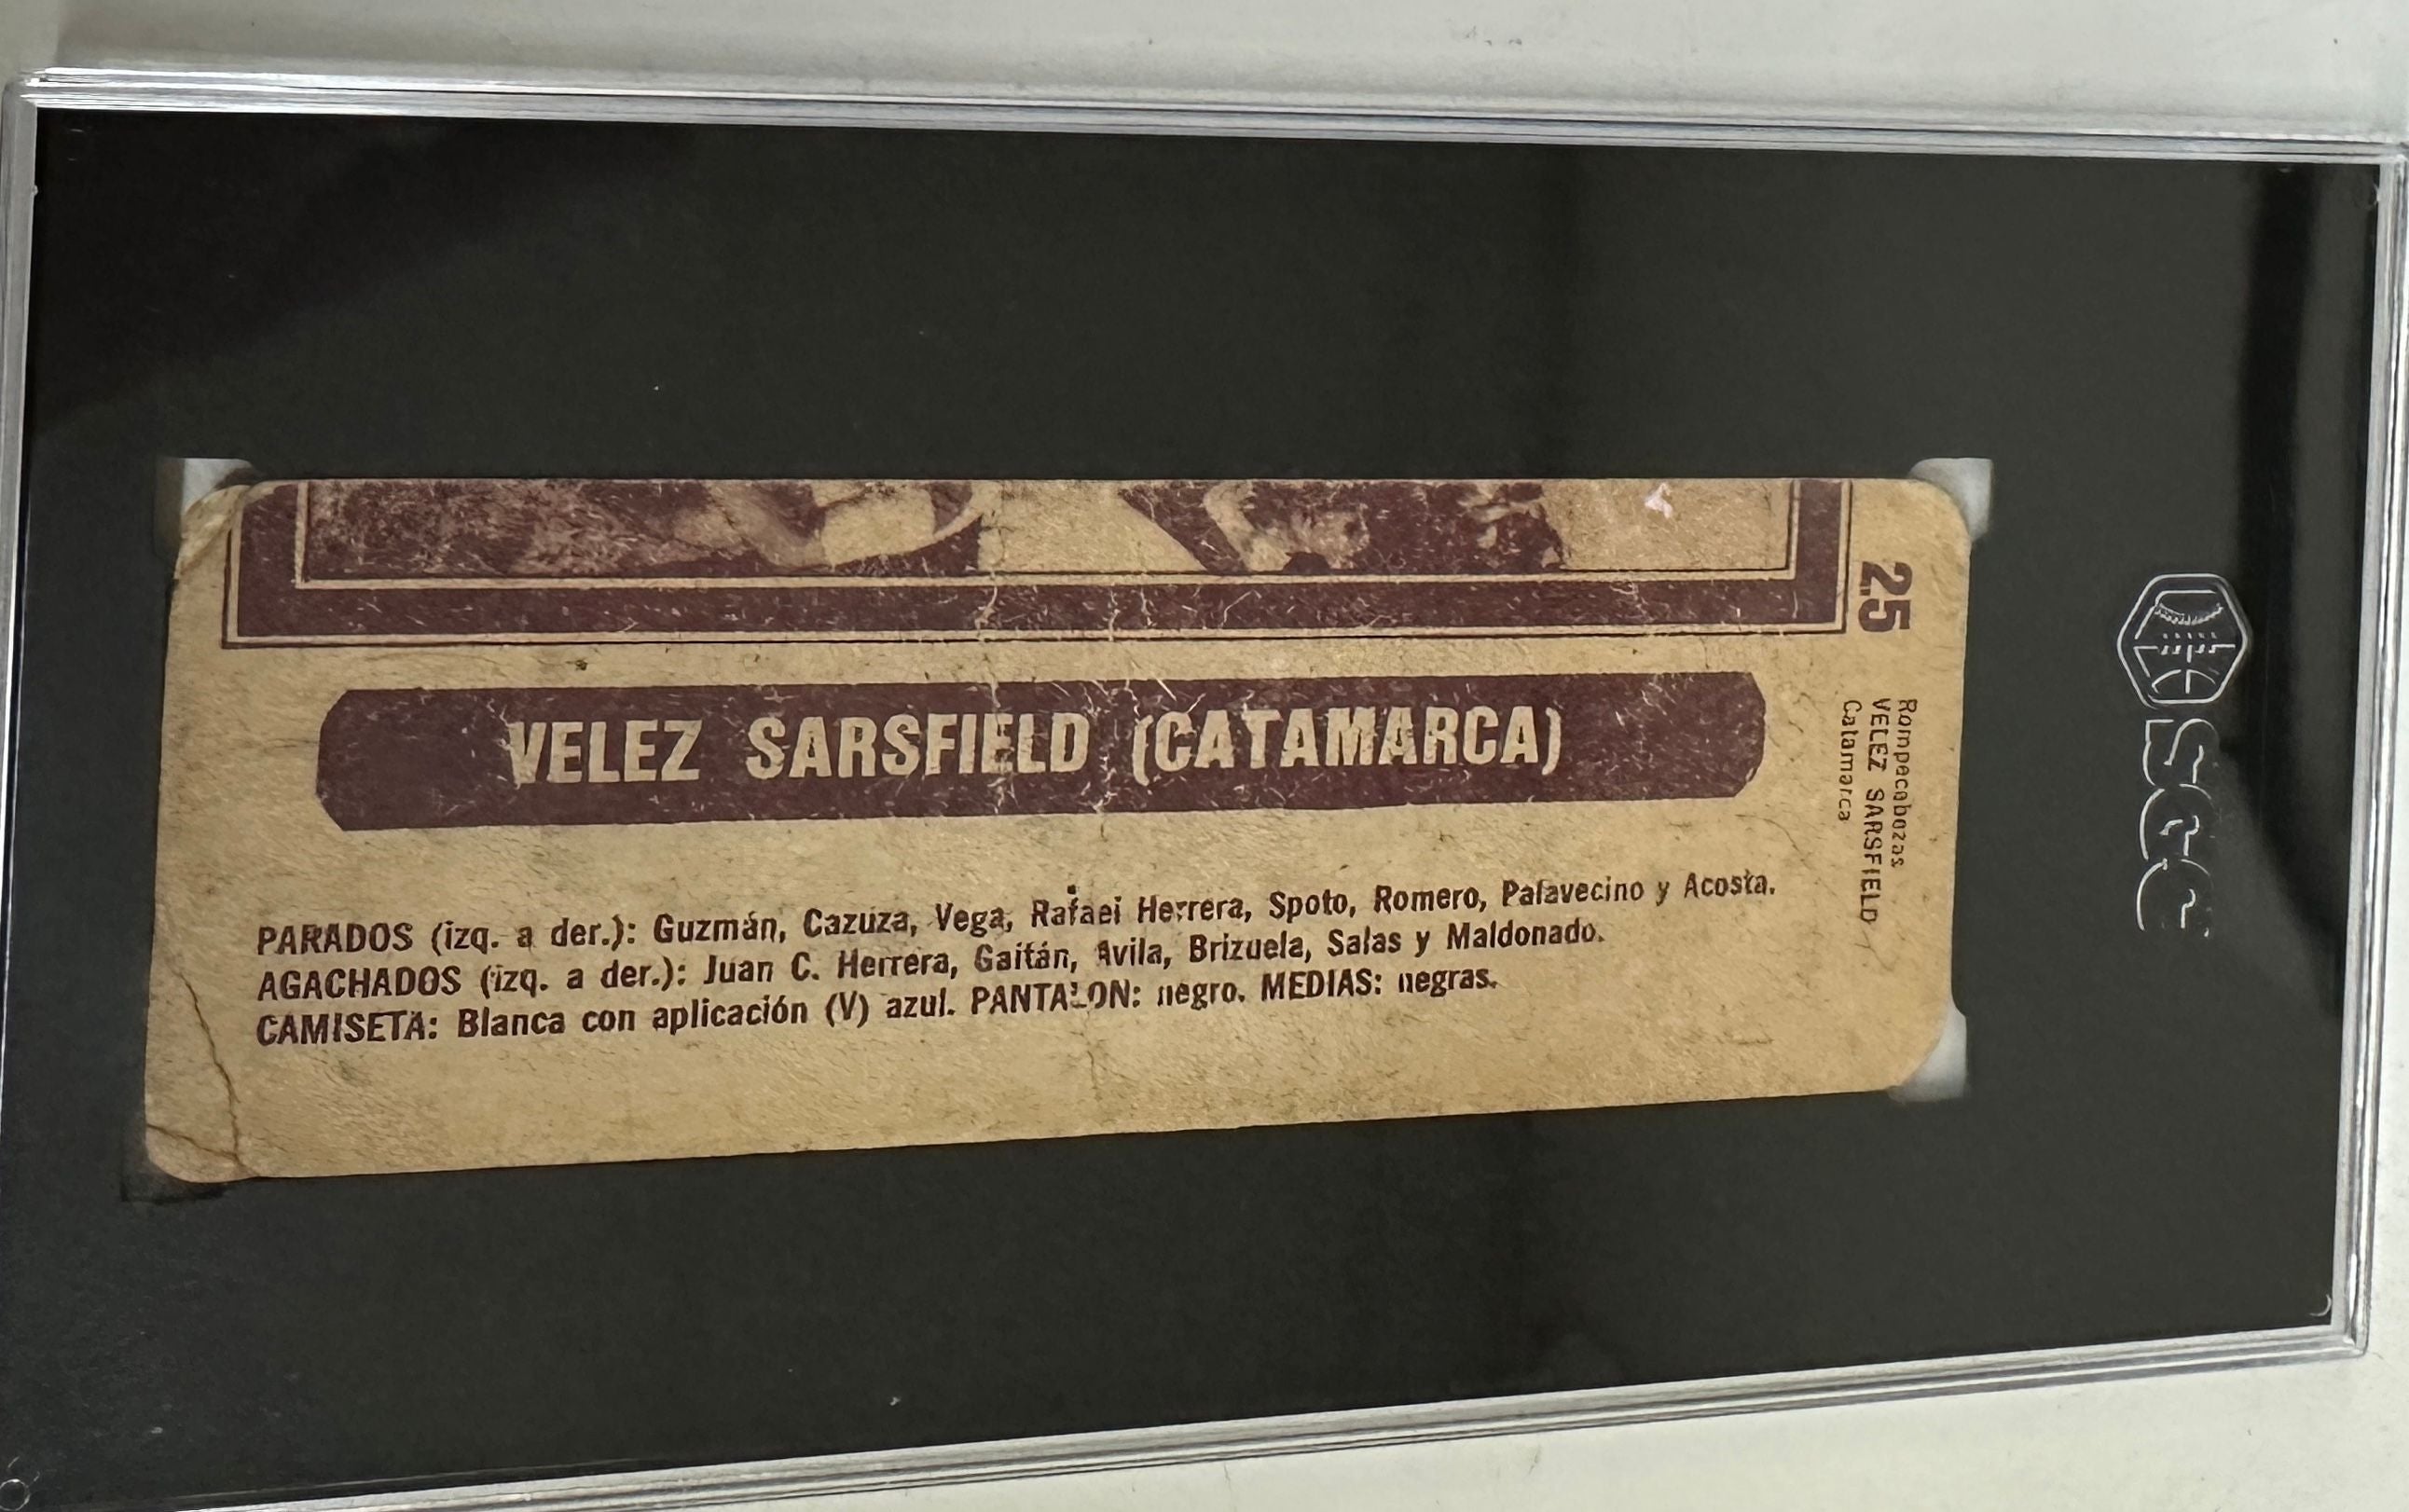 VELEZ SARSFIELD (CATAMARCA)
PARADOS (izq. a der.): Guzmán, Cazuza, Vega, Rafael Herrera, Spoto, Romero, Palavecino y Acosta.
AGACHADOS (izq. a der.): Juan C. Herrera, Gaitán, Avila, Brizuela, Salas y Maldonado.
CAMISETA: Blanca con aplicación (V) azul. PANTALON: negro. MEDIAS: negras.
25
Rompecabezas
VELEZ SARSFIELD
Catamarca
SGC